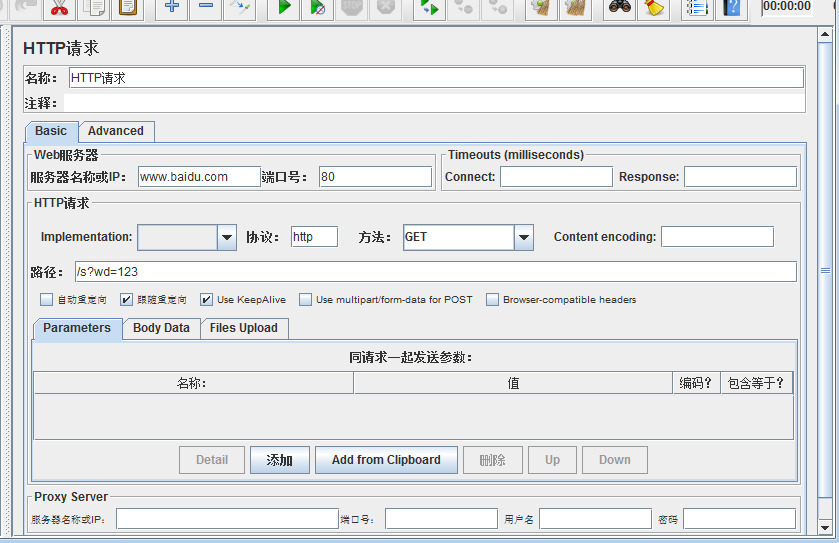 STOP
00:00:00
HTTP请求
名称： HTTP请求
注释：
Basic Advanced
Web服务器 Timeouts (milliseconds)
服务器名称或IP： www.baidu.com 端口号： 80 Connect: Response:
HTTP请求
Implementation: 协议： http 方法： GET Content encoding:
路径： /s?wd=123
自动重定向 跟随重定向 Use KeepAlive Use multipart/form-data for POST Browser-compatible headers
Parameters Body Data Files Upload
同请求一起发送参数：
名称： 值 编码? 包含等于?
Detail 添加 Add from Clipboard 删除 Up Down
Proxy Server
服务器名称或IP： 端口号： 用户名 密码